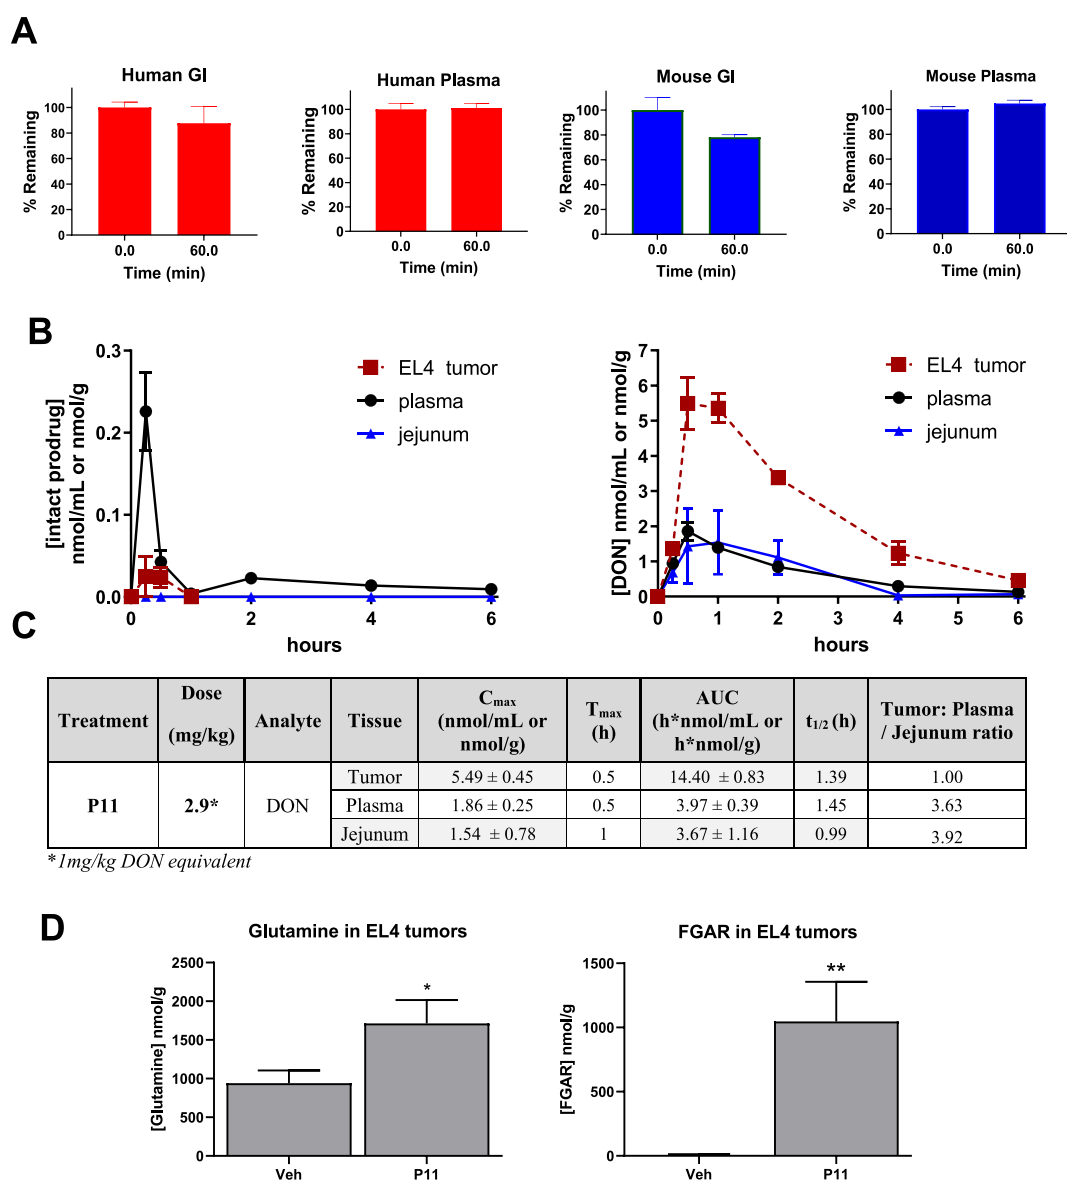 A
Human GI
% Remaining
100
80
60
40
20
0
0.0 60.0
Time (min)
Human Plasma
% Remaining
100
80
60
40
20
0
0.0 60.0
Time (min)
Mouse GI
% Remaining
100
80
60
40
20
0
0.0 60.0
Time (min)
Mouse Plasma
% Remaining
100
80
60
40
20
0
0.0 60.0
Time (min)
B
[intact prodrug]
nmol/mL or nmol/g
0.3
0.2
0.1
0.0
0 2 4 6
hours
EL4 tumor
plasma
jejunum
[DON] nmol/mL or nmol/g
7
6
5
4
3
2
1
0
0 1 2 3 4 5 6
hours
EL4 tumor
plasma
jejunum
C
Treatment
Dose
(mg/kg)
Analyte
Tissue
Cmax
(nmol/mL or
nmol/g)
Tmax
(h)
AUC
(h*nmol/mL or
h*nmol/g)
t1/2 (h)
Tumor: Plasma
/ Jejunum ratio
P11 2.9* DON
Tumor 5.49 ± 0.45 0.5 14.40 ± 0.83 1.39 1.00
Plasma 1.86 ± 0.25 0.5 3.97 ± 0.39 1.45 3.63
Jejunum 1.54 ± 0.78 1 3.67 ± 1.16 0.99 3.92
*1mg/kg DON equivalent
D
Glutamine in EL4 tumors
[Glutamine] nmol/g
2500
2000
1500
1000
500
0
*
Veh P11
FGAR in EL4 tumors
[FGAR] nmol/g
1500
1000
500
0
**
Veh P11